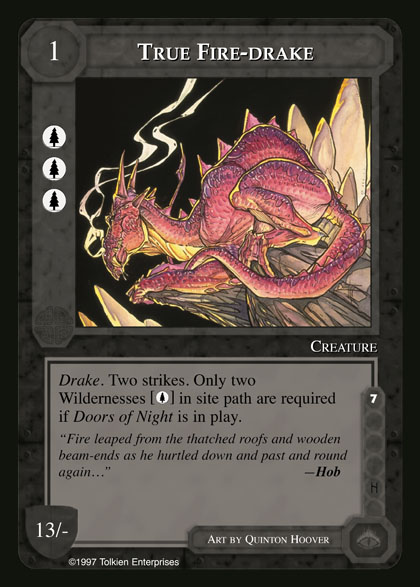 1
TRUE FIRE-DRAKE
CREATURE
Drake. Two strikes. Only two
Wildernesses [ ] in site path are required
if Doors of Night is in play.
7
“Fire leaped from the thatched roofs and wooden
beam-ends as he hurtled down and past and round
again…” –Hob
H
13/-
ART BY QUINTON HOOVER
©1997 Tolkien Enterprises